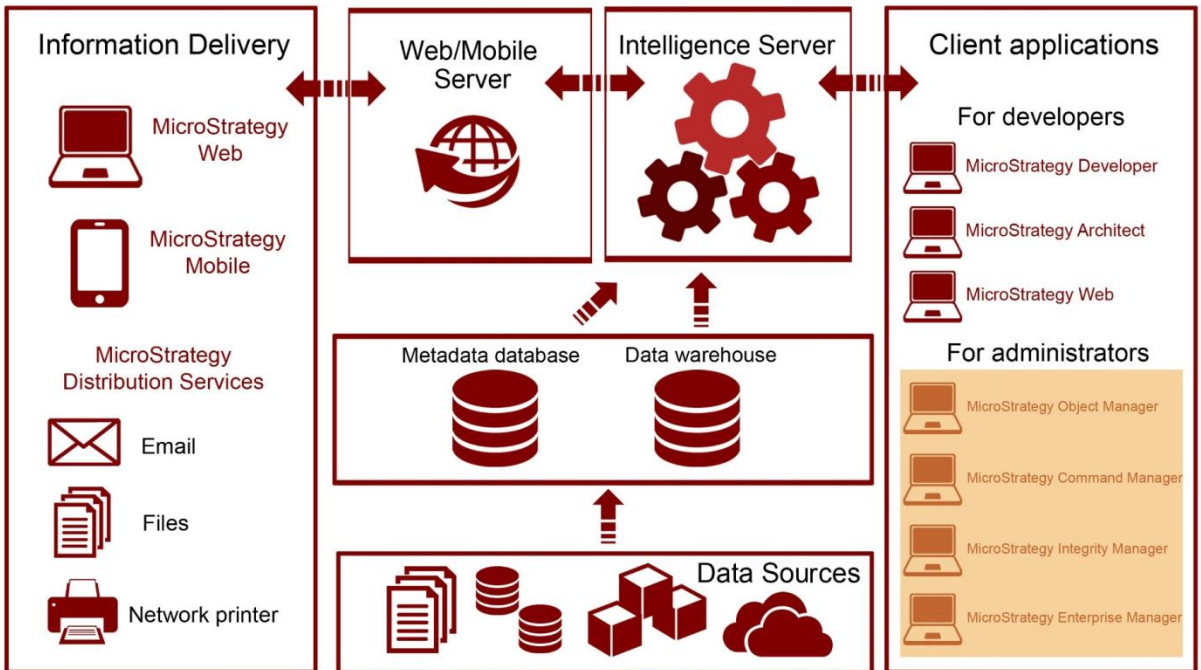 Information Delivery
MicroStrategy
Web
MicroStrategy
Mobile
MicroStrategy
Distribution Services
Email
Files
Network printer
Web/Mobile
Server
Intelligence Server
Metadata database
Data warehouse
Data Sources
Client applications
For developers
MicroStrategy Developer
MicroStrategy Architect
MicroStrategy Web
For administrators
MicroStrategy Object Manager
MicroStrategy Command Manager
MicroStrategy Integrity Manager
MicroStrategy Enterprise Manager